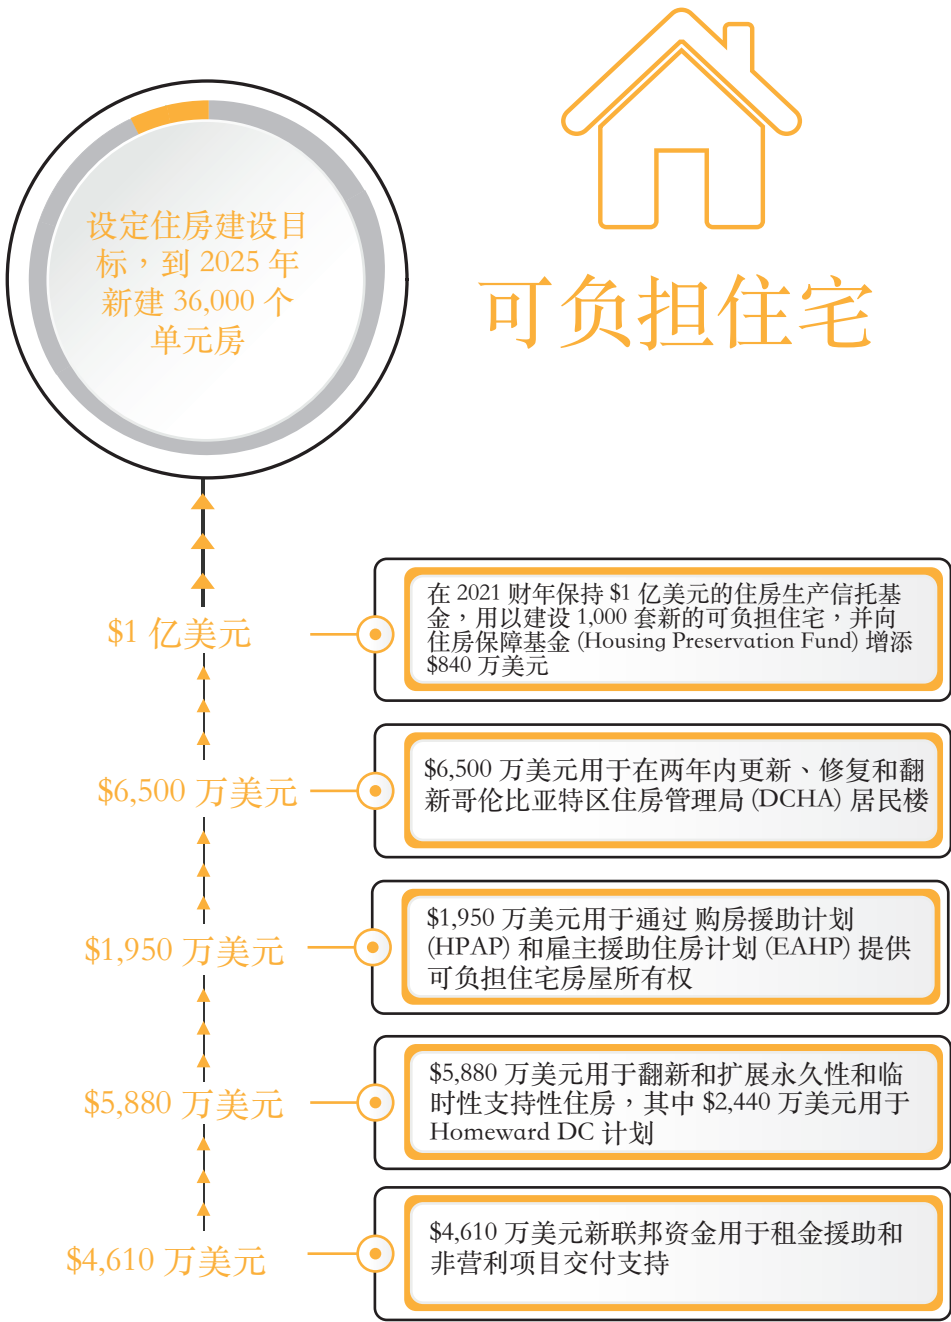 设定住房建设目
标，到 2025 年
新建 36,000 个
单元房
可负担住宅
$1 亿美元
在 2021 财年保持 $1 亿美元的住房生产信托基
金，用以建设 1,000 套新的可负担住宅，并向
住房保障基金 (Housing Preservation Fund) 增添
$840 万美元
$6,500 万美元
$6,500 万美元用于在两年内更新、修复和翻
新哥伦比亚特区住房管理局 (DCHA) 居民楼
$1,950 万美元
$1,950 万美元用于通过 购房援助计划
(HPAP) 和雇主援助住房计划 (EAHP) 提供
可负担住宅房屋所有权
$5,880 万美元
$5,880 万美元用于翻新和扩展永久性和临
时性支持性住房，其中 $2,440 万美元用于
Homeward DC 计划
$4,610 万美元
$4,610 万美元新联邦资金用于租金援助和
非营利项目交付支持